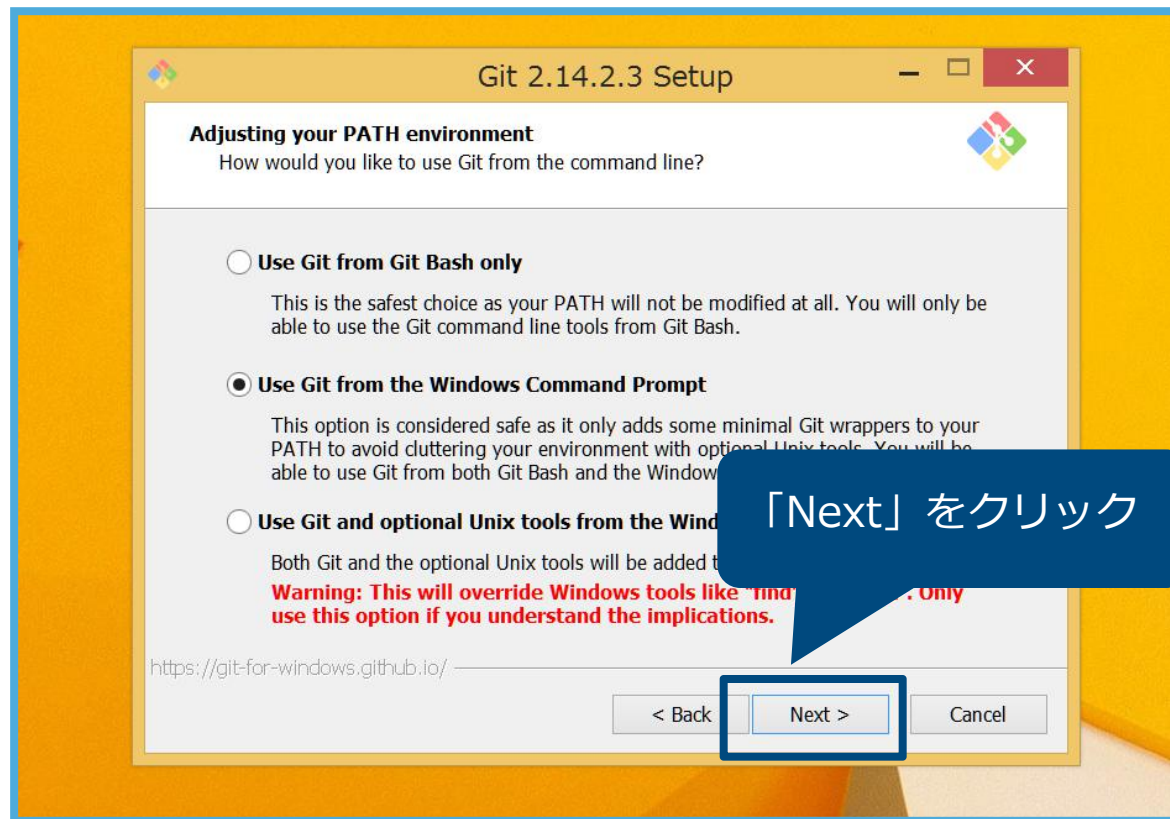 Git 2.14.2.3 Setup
Adjusting your PATH environment
How would you like to use Git from the command line?
Use Git from Git Bash only
This is the safest choice as your PATH will not be modified at all. You will only be
able to use the Git command line tools from Git Bash.
Use Git from the Windows Command Prompt
This option is considered safe as it only adds some minimal Git wrappers to your
PATH to avoid cluttering your environment with optional Unix tools. You will be
able to use Git from both Git Bash and the Window
Use Git and optional Unix tools from the Wind
Both Git and the optional Unix tools will be added
Warning: This will override Windows tools like "find" . Only
use this option if you understand the implications.
「Next」をクリック
https://git-for-windows.github.io/
< Back
Next >
Cancel